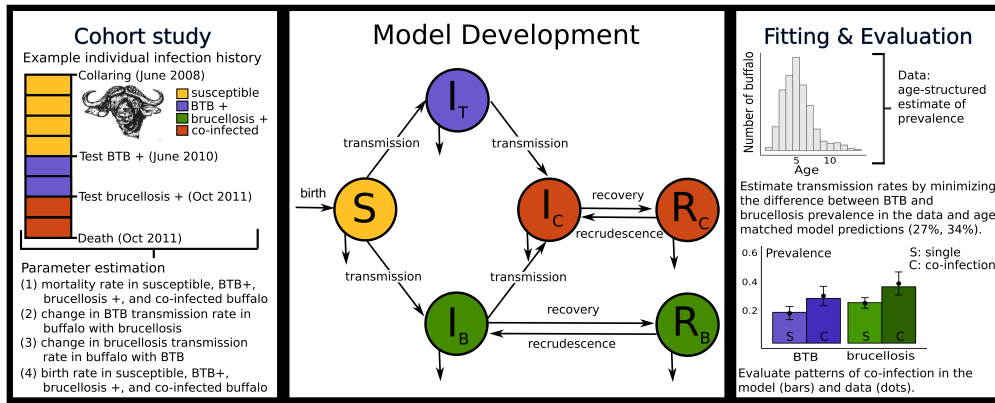 Cohort study
Example individual infection history
Collaring (June 2008)
susceptible
BTB +
brucellosis +
co-infected
Test BTB + (June 2010)
Test brucellosis + (Oct 2011)
Death (Oct 2011)
Parameter estimation
(1) mortality rate in susceptible, BTB+,
brucellosis +, and co-infected buffalo
(2) change in BTB transmission rate in
buffalo with brucellosis
(3) change in brucellosis transmission
rate in buffalo with BTB
(4) birth rate in susceptible, BTB+,
brucellosis +, and co-infected buffalo
Model Development
I_T
transmission
transmission
birth
S
I_C
recovery
recrudescence
R_C
transmission
transmission
I_B
recovery
recrudescence
R_B
Fitting & Evaluation
Number of buffalo
5
10
Age
Data:
age-structured
estimate of
prevalence
Estimate transmission rates by minimizing
the difference between BTB and
brucellosis prevalence in the data and age
matched model predictions (27%, 34%).
0.6
0.4
0.2
Prevalence
S: single
C: co-infection
S
C
S
C
BTB
brucellosis
Evaluate patterns of co-infection in the
model (bars) and data (dots).